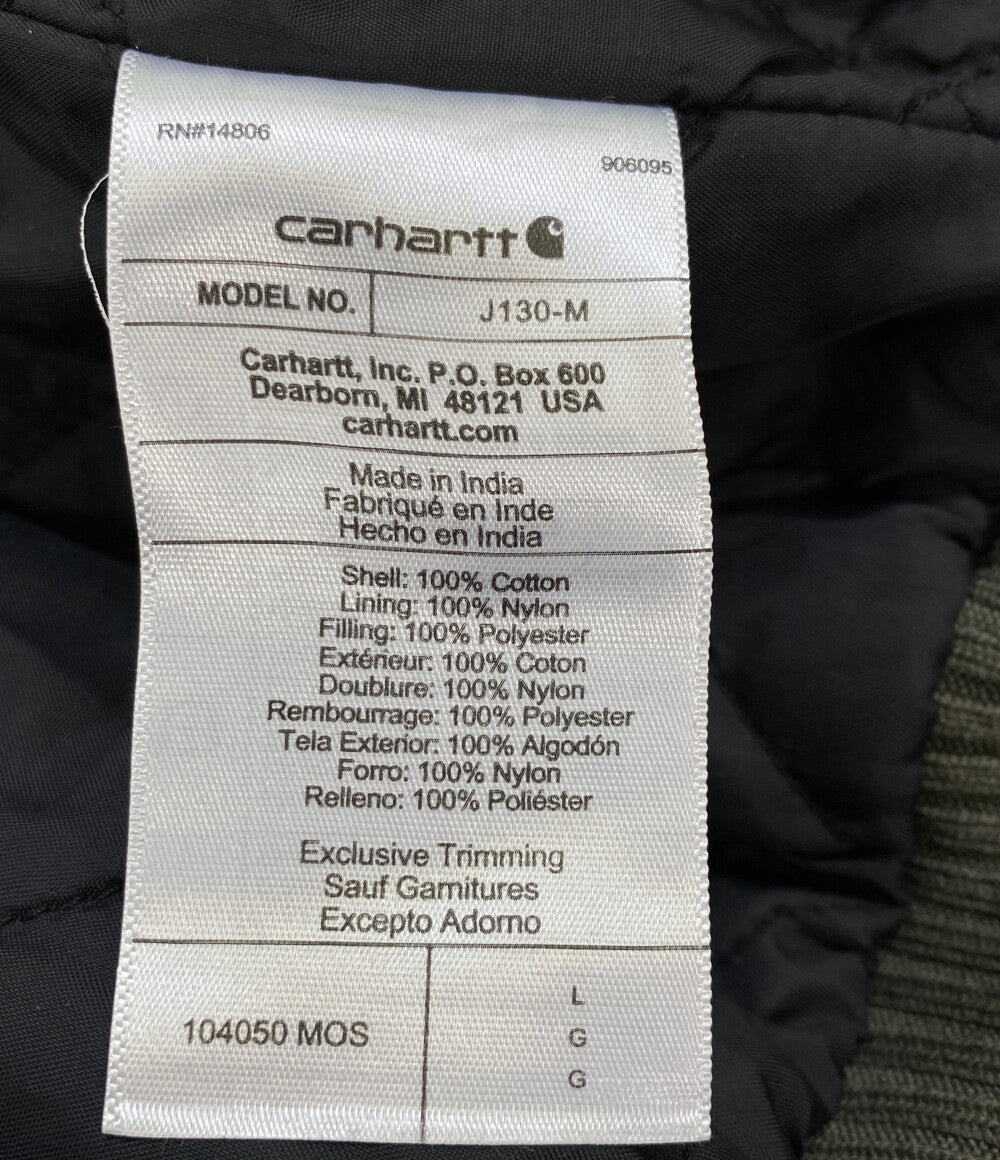 RN#14806
906095
carhartt
MODEL NO. J130-M
Carhartt, Inc. P.O. Box 600
Dearborn, MI 48121 USA
carhartt.com
Made in India
Fabriqué en Inde
Hecho en India
Shell: 100% Cotton
Lining: 100% Nylon
Filling: 100% Polyester
Extérieur: 100% Coton
Doublure: 100% Nylon
Rembourrage: 100% Polyester
Tela Exterior: 100% Algodón
Forro: 100% Nylon
Relleno: 100% Poliéster
Exclusive Trimming
Sauf Garnitures
Excepto Adorno
104050 MOS
L
G
G